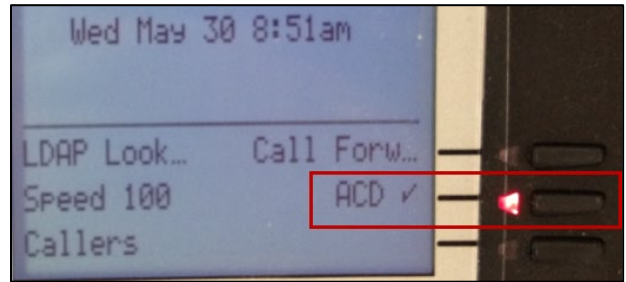 Wed May 30 8:51am
LDAP Look… Call Forw…
Speed 100 ACD ✓
Callers